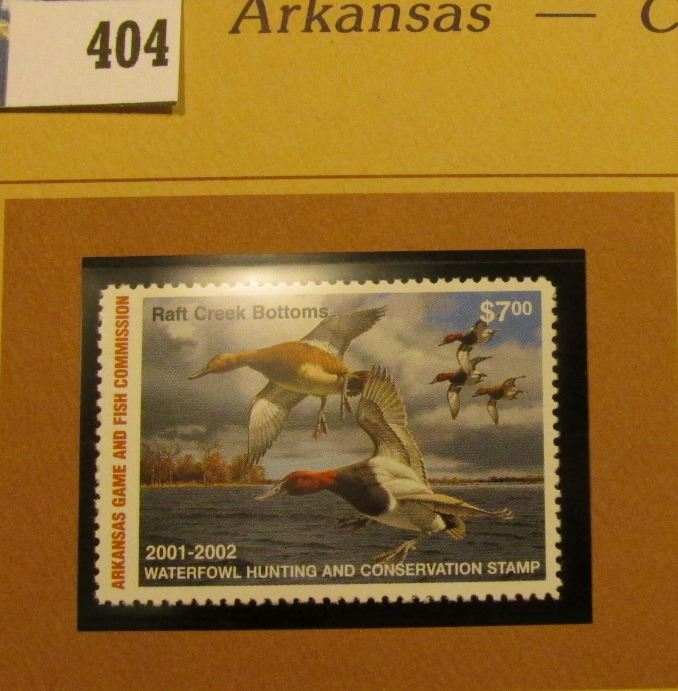 404
Arkansas — C
Raft Creek Bottoms
$7.00
ARKANSAS GAME AND FISH COMMISSION
2001-2002
WATERFOWL HUNTING AND CONSERVATION STAMP